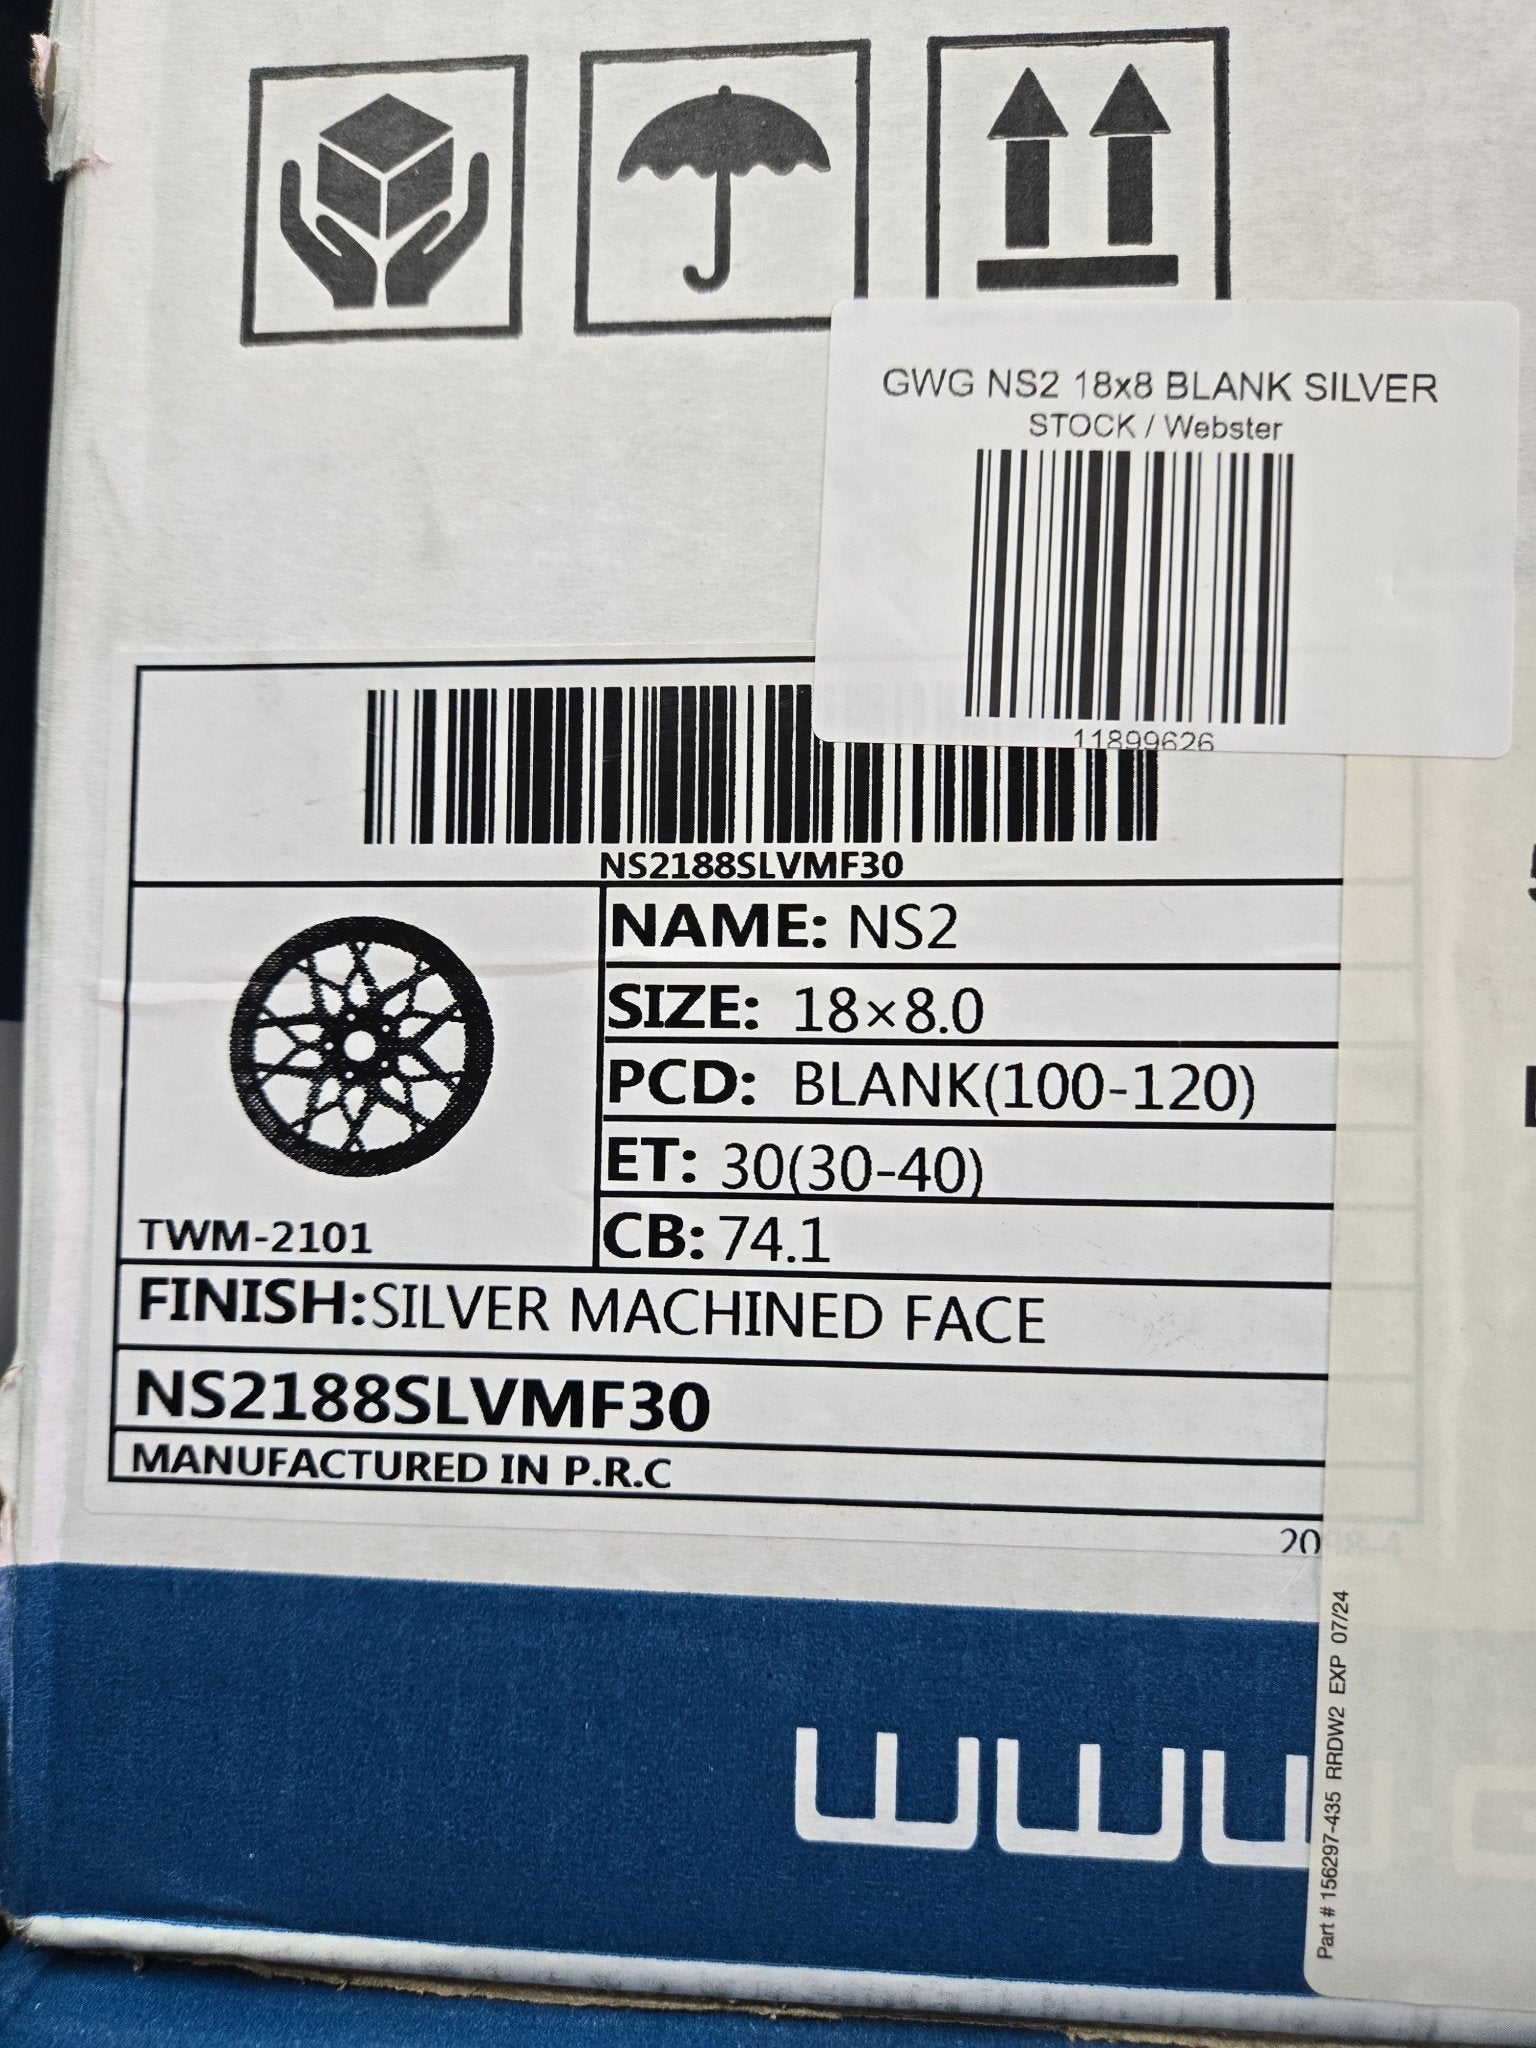 GWG NS2 18x8 BLANK SILVER
STOCK / Webster
11899626
NS2188SLVMF30
NAME: NS2
SIZE: 18×8.0
PCD: BLANK(100-120)
ET: 30(30-40)
CB: 74.1
TWM-2101
FINISH:SILVER MACHINED FACE
NS2188SLVMF30
MANUFACTURED IN P.R.C
Part # 156297-435 RRDW2 EXP 07/24
www